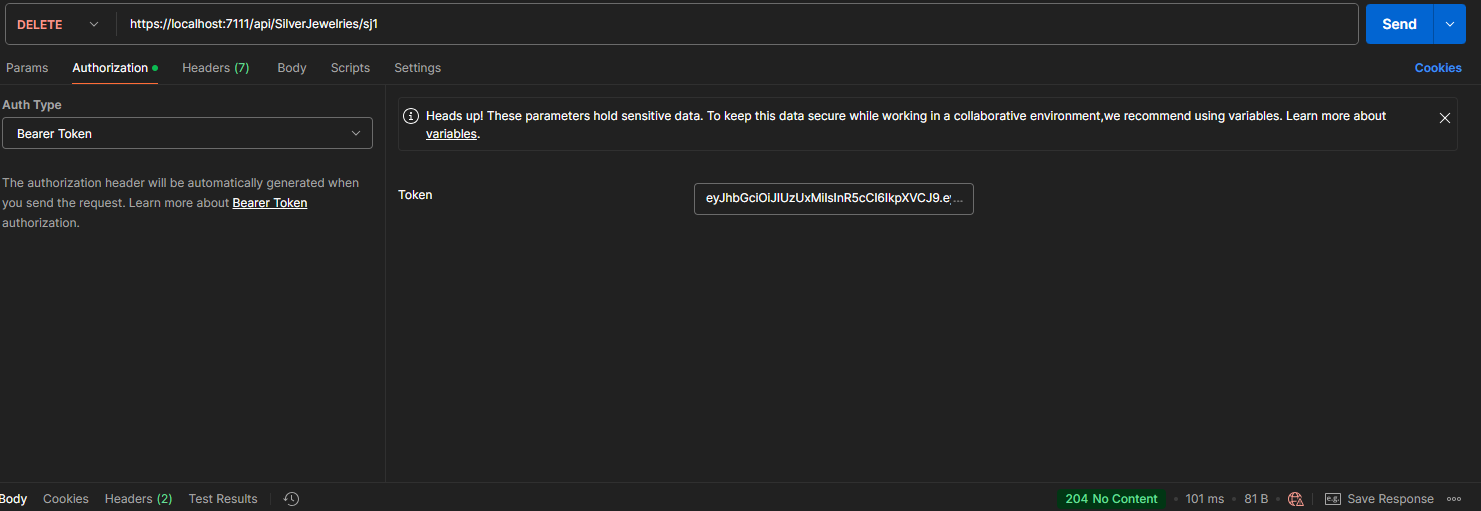 DELETE https://localhost:7111/api/SilverJewelries/sj1 Send
Params Authorization Headers (7) Body Scripts Settings Cookies
Auth Type
Bearer Token
The authorization header will be automatically generated when
you send the request. Learn more about Bearer Token
authorization.
Heads up! These parameters hold sensitive data. To keep this data secure while working in a collaborative environment,we recommend using variables. Learn more about
variables.
Token
Body Cookies Headers (2) Test Results 204 No Content • 101 ms • 81 B • e.g. Save Response